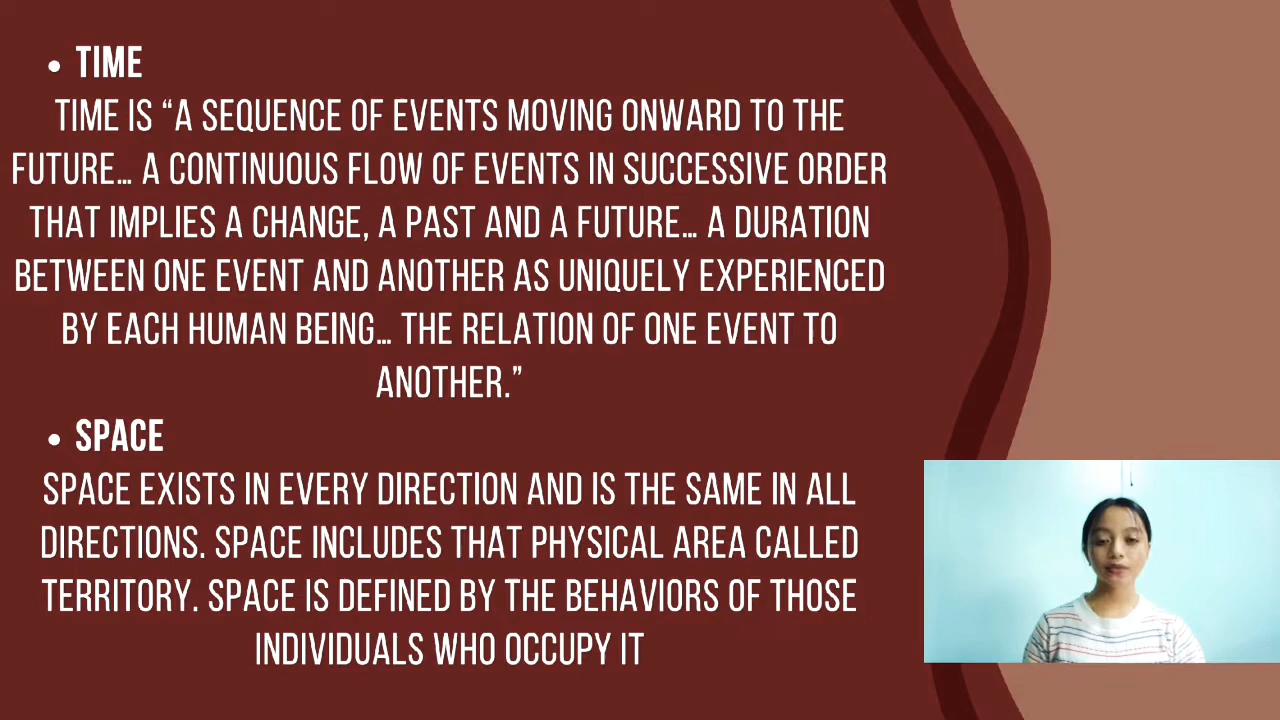 • TIME
TIME IS “A SEQUENCE OF EVENTS MOVING ONWARD TO THE
FUTURE... A CONTINUOUS FLOW OF EVENTS IN SUCCESSIVE ORDER
THAT IMPLIES A CHANGE, A PAST AND A FUTURE... A DURATION
BETWEEN ONE EVENT AND ANOTHER AS UNIQUELY EXPERIENCED
BY EACH HUMAN BEING... THE RELATION OF ONE EVENT TO
ANOTHER.”
• SPACE
SPACE EXISTS IN EVERY DIRECTION AND IS THE SAME IN ALL
DIRECTIONS. SPACE INCLUDES THAT PHYSICAL AREA CALLED
TERRITORY. SPACE IS DEFINED BY THE BEHAVIORS OF THOSE
INDIVIDUALS WHO OCCUPY IT